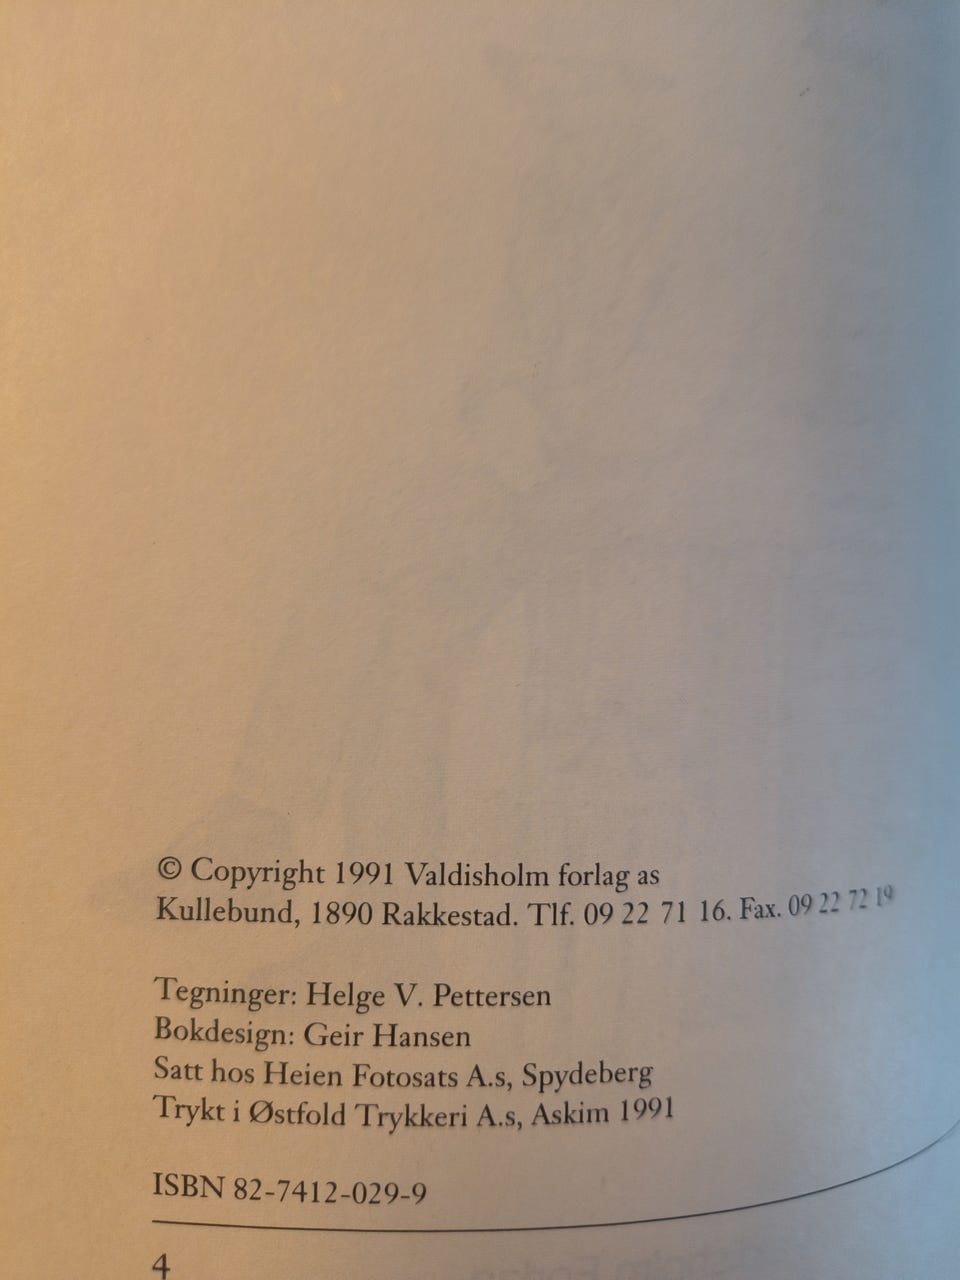 © Copyright 1991 Valdisholm forlag as
Kullebund, 1890 Rakkestad. Tlf. 09 22 71 16. Fax. 09 22 72 19
Tegninger: Helge V. Pettersen
Bokdesign: Geir Hansen
Satt hos Heien Fotosats A.s, Spydeberg
Trykt i Østfold Trykkeri A.s, Askim 1991
ISBN 82-7412-029-9
4